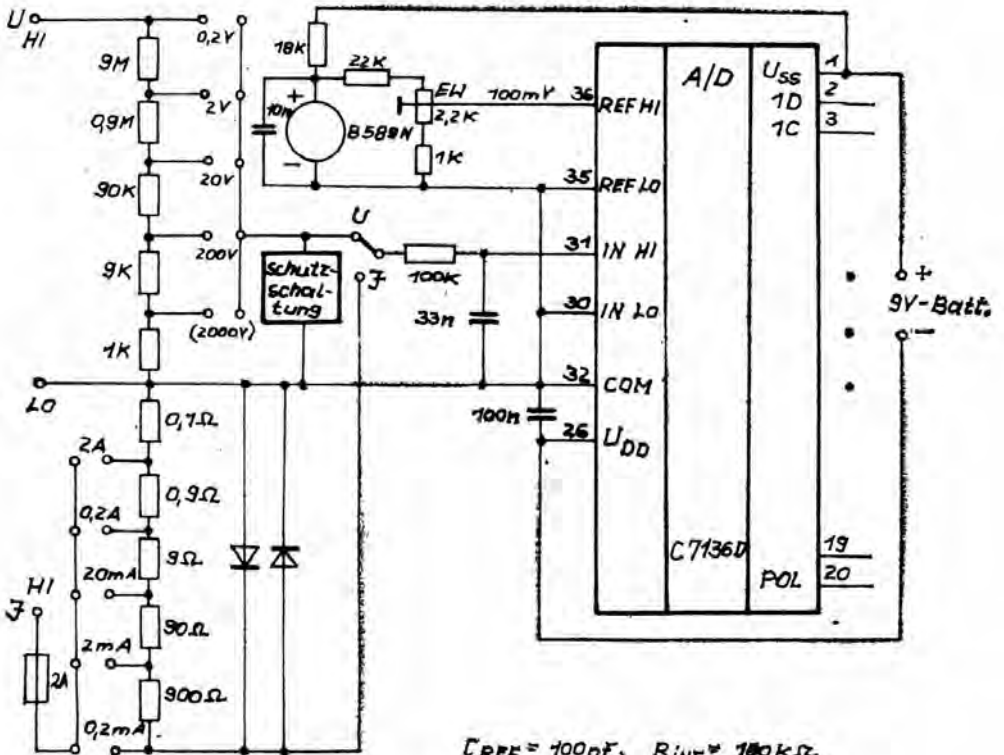 U
HI
9M
0,9M
90K
9K
1K
LO
0,2V
2V
20V
200V
(2000V)
18K
22K
EW
2,2K
1K
10n
+
B589N
−
100mV
U
J
100K
33n
Schutz-
schal-
tung
100n
0,1Ω
0,9Ω
9Ω
90Ω
900Ω
2A
0,2A
20mA
2mA
0,2mA
HI
J
2A
36 REF HI
35 REF LO
31 IN HI
30 IN LO
32 COM
26 UDD
A/D
C7136D
USS 1
1D 2
1C 3
19
POL 20
+
9V-Batt.
−
CREF = 100nF,